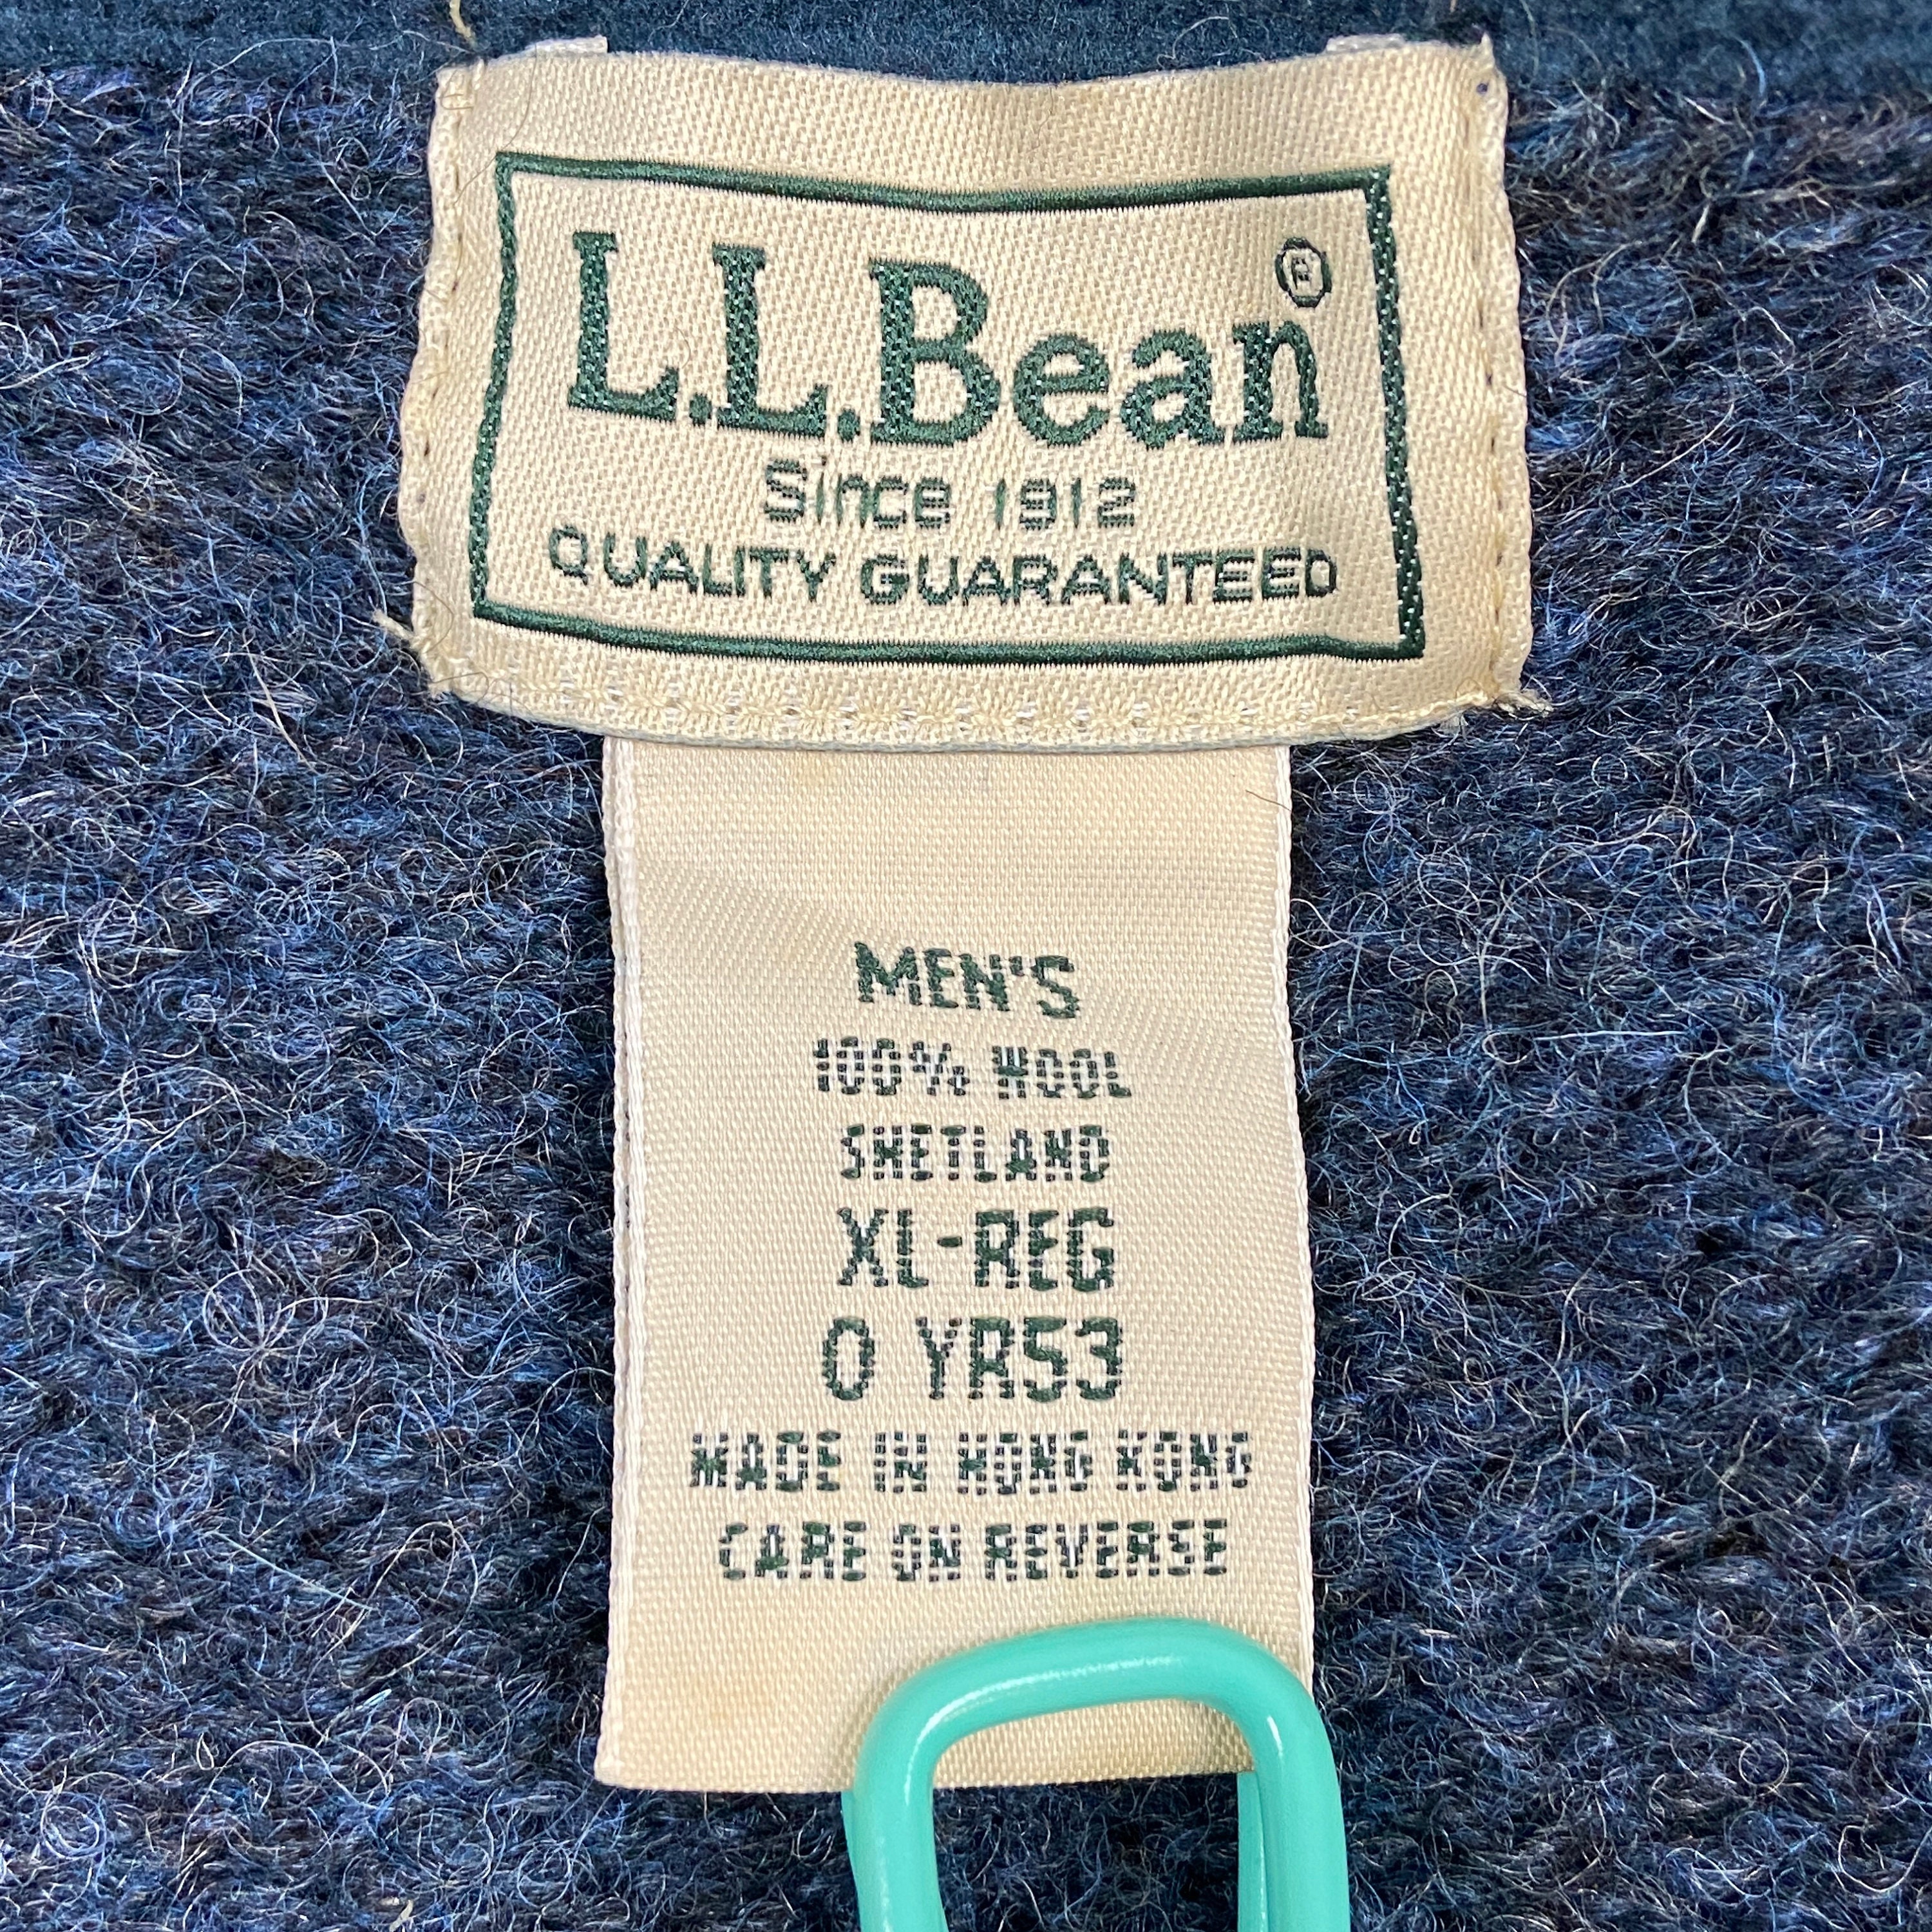 L.L.Bean®
Since 1912
QUALITY GUARANTEED
MEN'S
100% WOOL
SHETLAND
XL-REG
0 YR53
MADE IN HONG KONG
CARE ON REVERSE